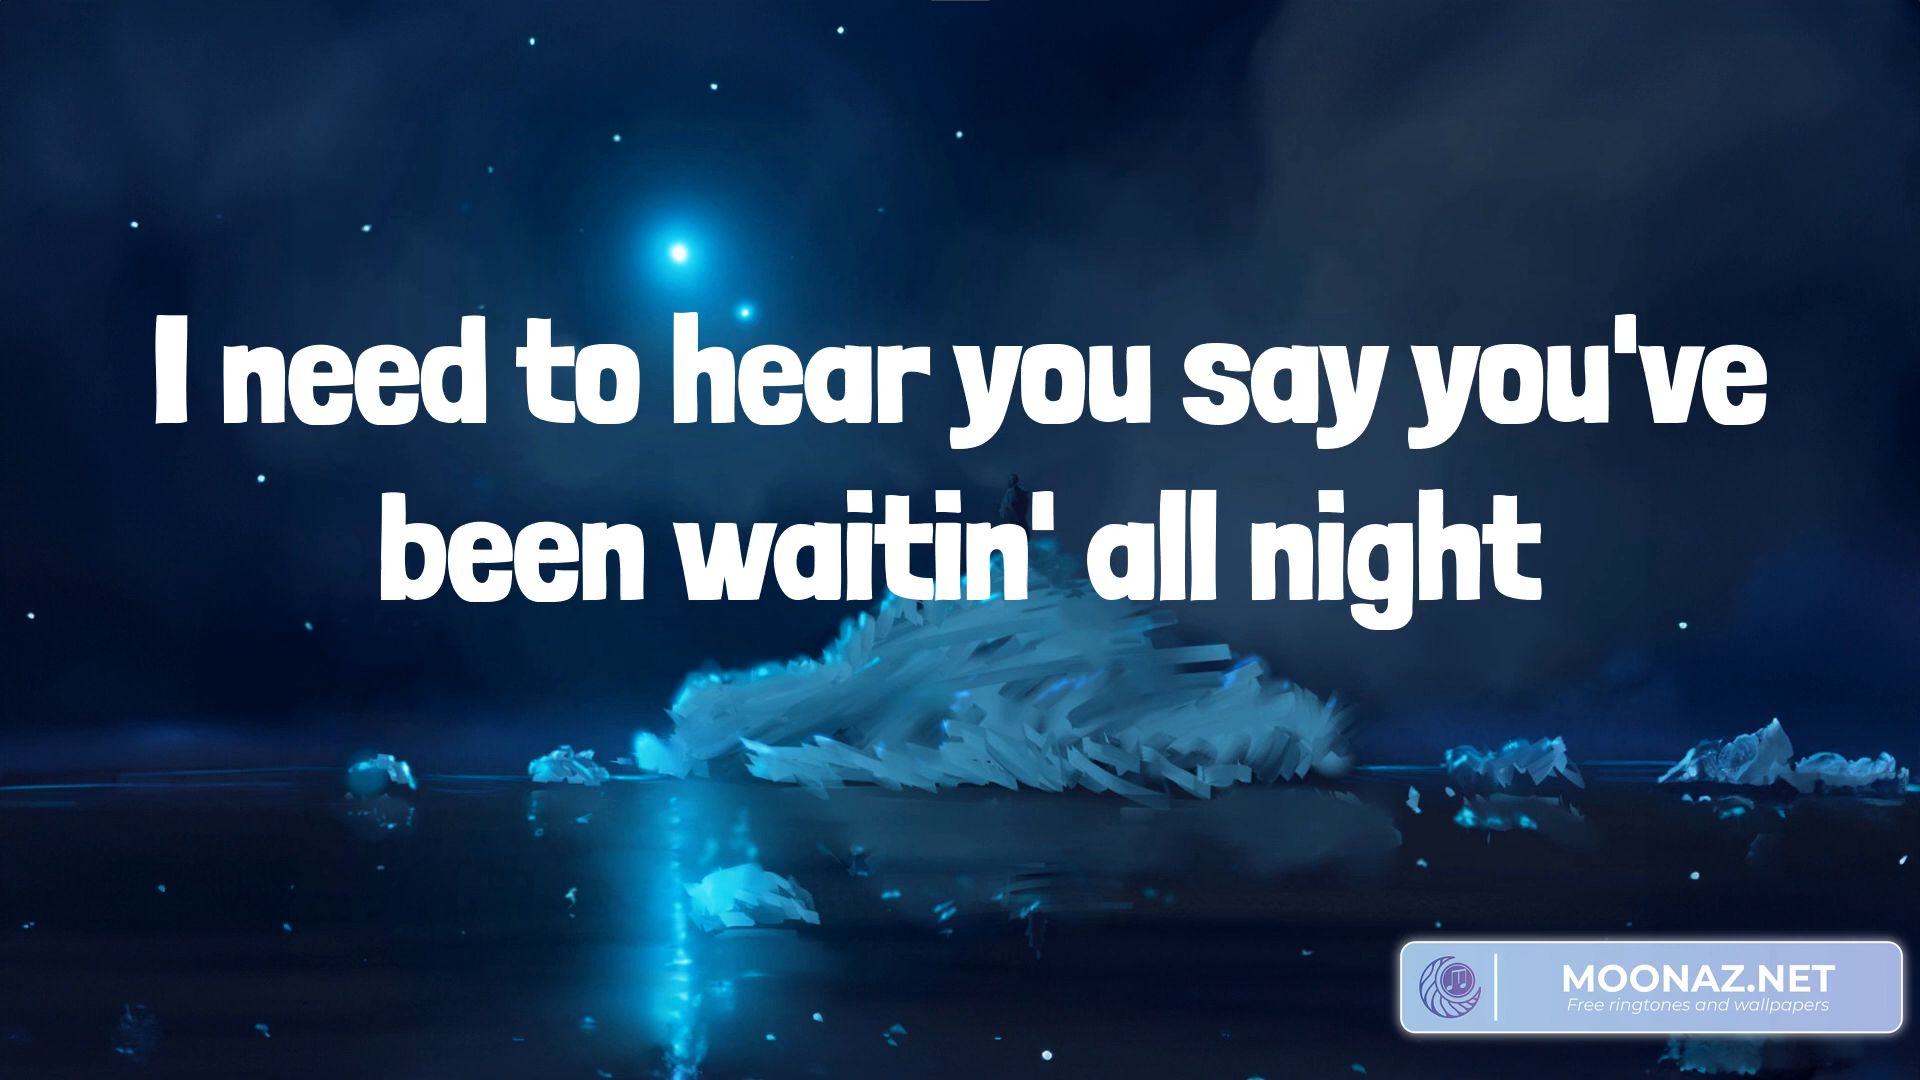 I need to hear you say you've
been waitin' all night
MOONAZ.NET
Free ringtones and wallpapers